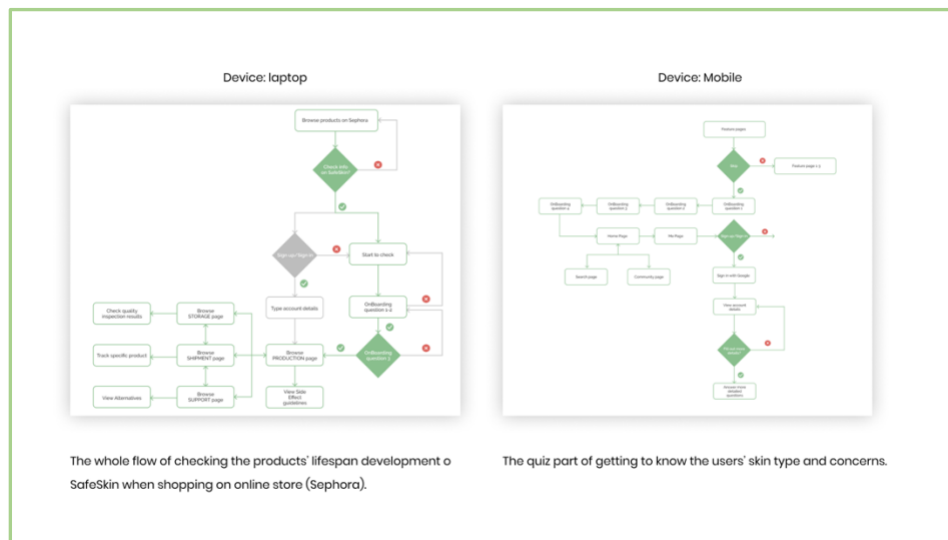 Device: laptop
Browse products on Sephora
Check Info
on SafeSkin?
Sign up/ Sign in
Start to check
Type account details
OnBoarding
question 1-2
Check quality
inspection results
Browse
STORAGE page
Track specific product
Browse
SHIPMENT page
Browse
PRODUCTION page
OnBoarding
question 3
View Alternatives
Browse
SUPPORT page
View Side
Effect
guidelines
The whole flow of checking the products' lifespan development o
SafeSkin when shopping on online store (Sephora).
Device: Mobile
Feature pages
Feature page 1-3
OnBoarding
question 4
OnBoarding
question 3
OnBoarding
question 2
OnBoarding
question 1
Home Page
Me Page
Sign up/ Sign in
Search page
Community page
Sign in with Google
View account
details
The quiz part of getting to know the users' skin type and concerns.